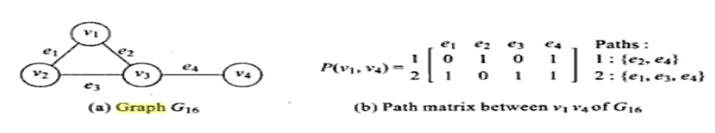 v1
e1 e2
v2 v3 e4 v4
e3
(a) Graph G16
e1 e2 e3 e4 Paths :
P(v1, v4) = 1 [ 0 1 0 1 ] 1 : {e2, e4}
2 [ 1 0 1 1 ] 2 : {e1, e3, e4}
(b) Path matrix between v1 v4 of G16